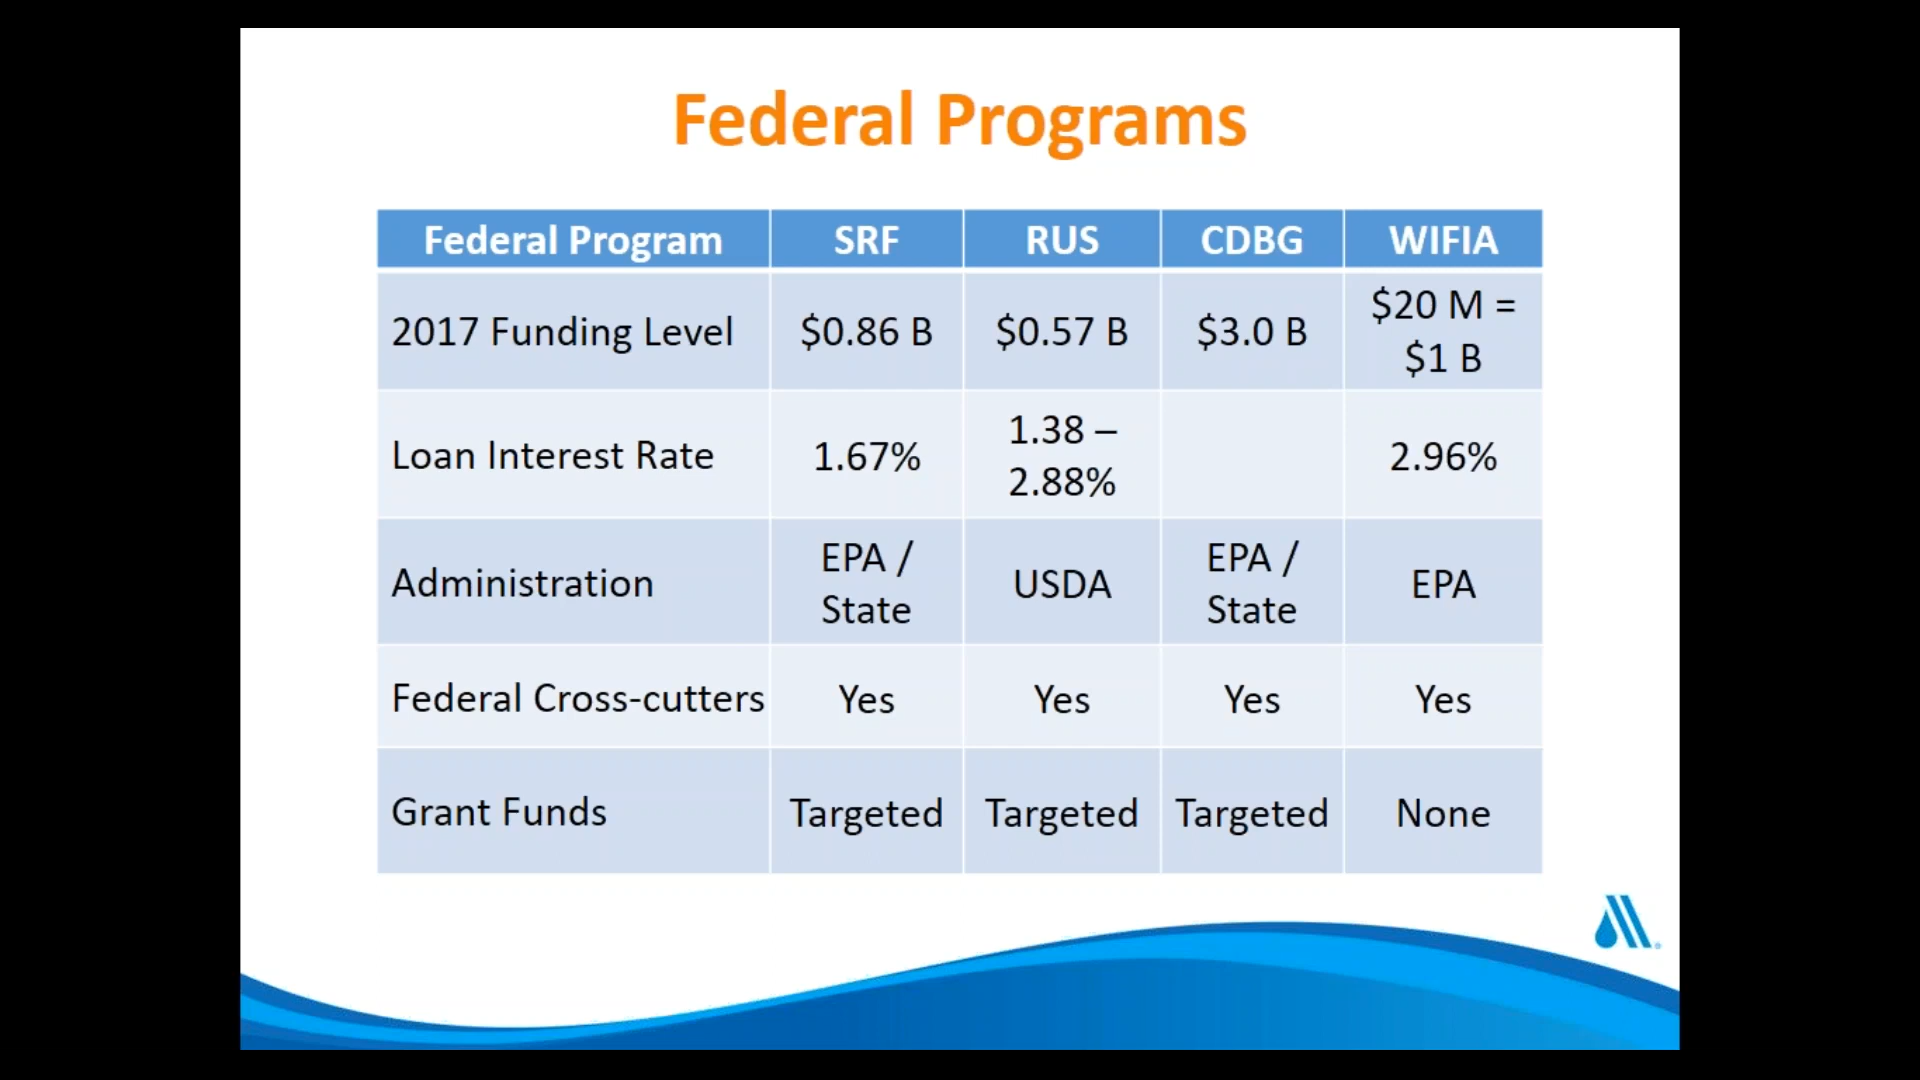 Federal Programs
Federal Program SRF RUS CDBG WIFIA
2017 Funding Level $0.86 B $0.57 B $3.0 B $20 M =
$1 B
Loan Interest Rate 1.67% 1.38 –
2.88% 2.96%
Administration EPA /
State USDA EPA /
State EPA
Federal Cross-cutters Yes Yes Yes Yes
Grant Funds Targeted Targeted Targeted None